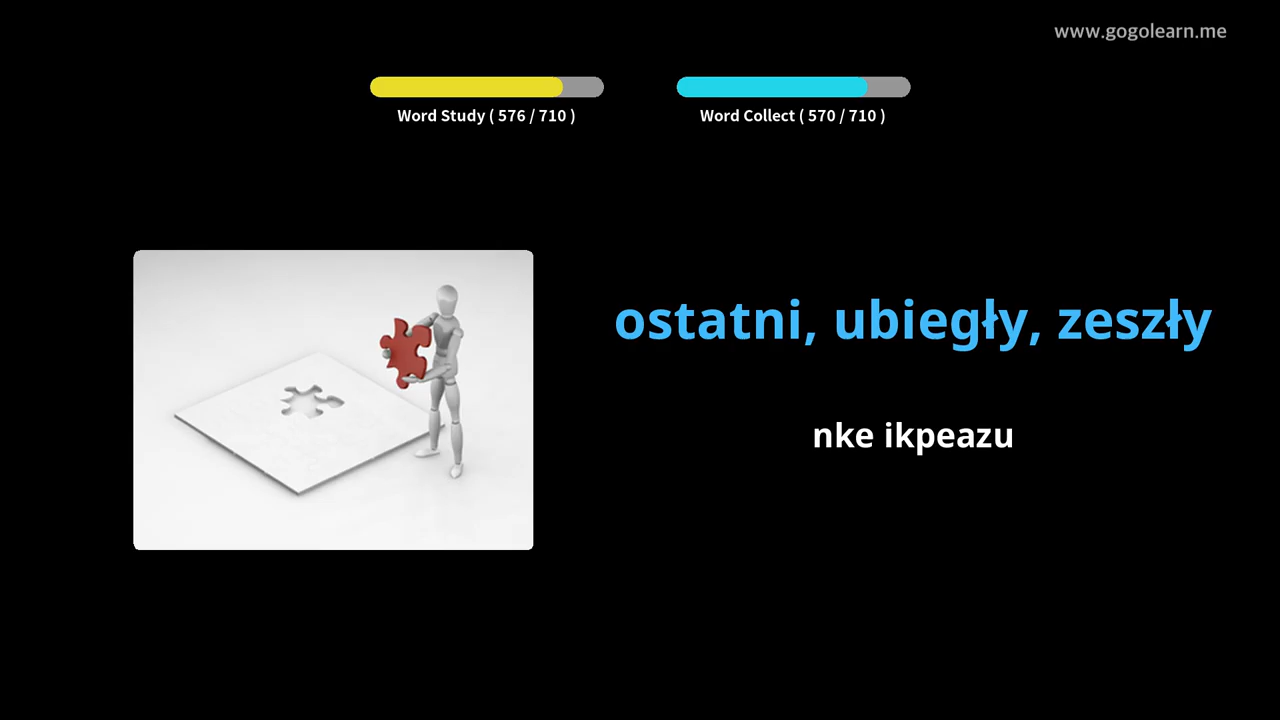 www.gogolearn.me
Word Study ( 576 / 710 )
Word Collect ( 570 / 710 )
ostatni, ubiegły, zeszły
nke ikpeazu